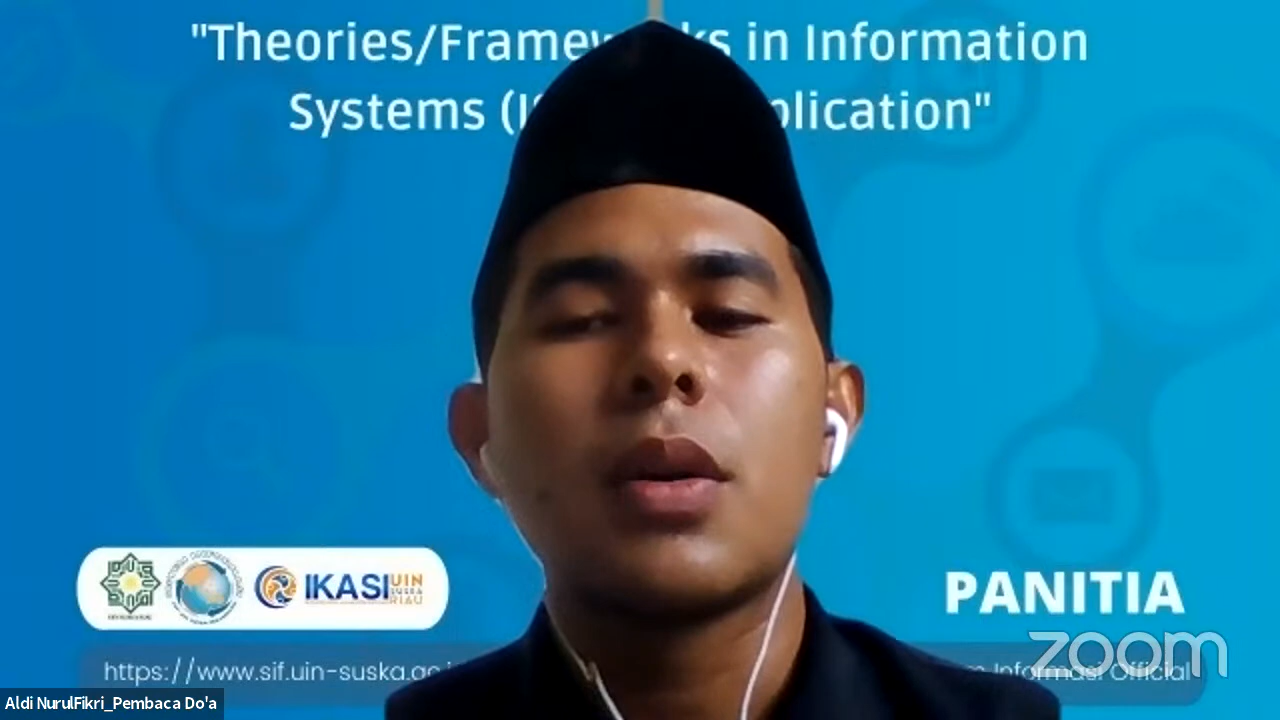 "Theories/Framew ks in Information
Systems (I plication"
IKASI UIN
SUSKA
RIAU
PANITIA
zoom
https://www.sif.uin-suska.ac.i
Informasi Official
Aldi NurulFikri_Pembaca Do'a